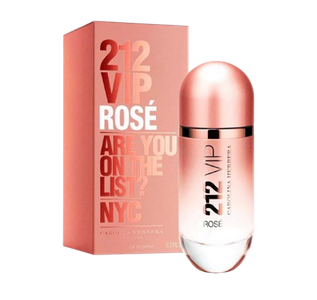 212
VIP
ROSÉ
ARE YOU
ON THE
LIST?
NYC
CAROLINA HERRERA
212 VIP
ROSÉ
CAROLINA HERRERA